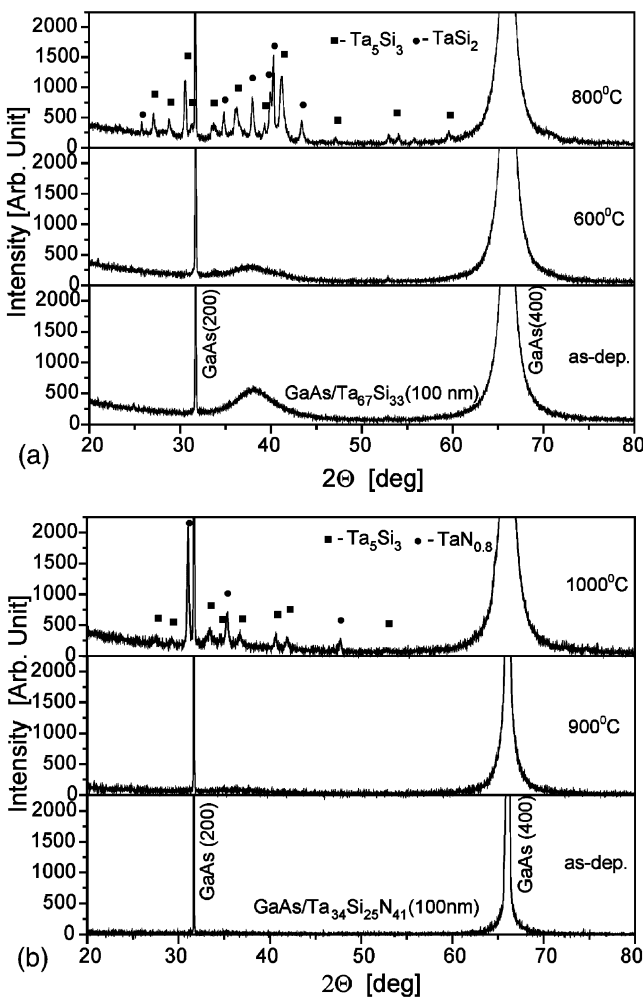 Intensity [Arb. Unit]
2000
1500
1000
500
0
■- Ta5Si3 ●- TaSi2
800⁰C
2000
1500
1000
500
0
600⁰C
2000
1500
1000
500
0
GaAs(200)
GaAs(400)
as-dep.
GaAs/Ta67Si33(100 nm)
20 30 40 50 60 70 80
(a)
2Θ [deg]
Intensity [Arb. Unit]
2000
1500
1000
500
0
■- Ta5Si3 ●- TaN0.8
1000⁰C
2000
1500
1000
500
0
900⁰C
2000
1500
1000
500
0
GaAs (200)
GaAs (400)
as-dep.
GaAs/Ta34Si25N41(100nm)
20 30 40 50 60 70 80
(b)
2Θ [deg]